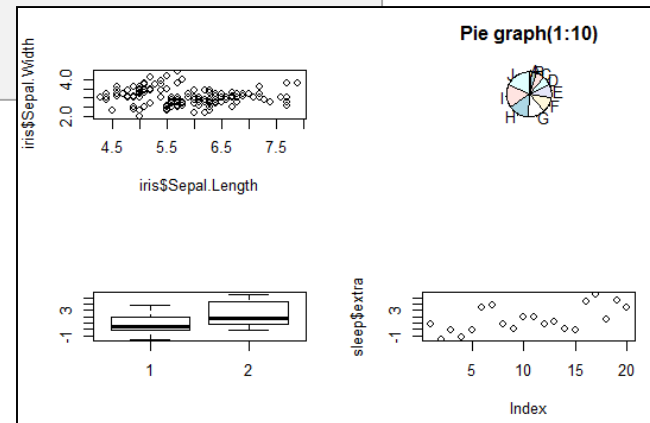 Pie graph(1:10)
iris$Sepal.Width
4.0
2.0
4.5 5.5 6.5 7.5
iris$Sepal.Length
J
I
H
G
F
E
D
C
B
A
3
-1
1 2
sleep$extra
3
-1
5 10 15 20
Index